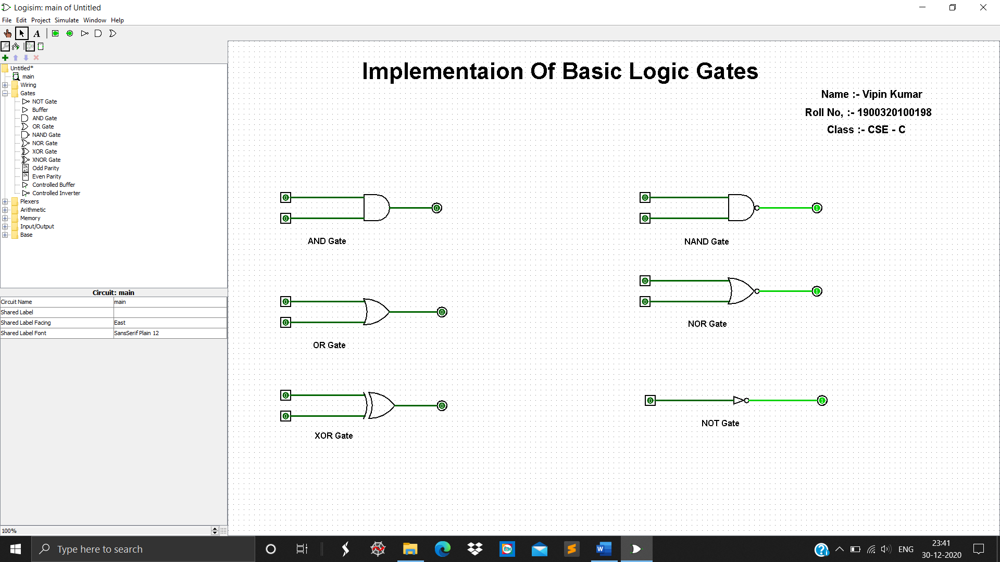 Logisim: main of Untitled
File Edit Project Simulate Window Help
A
Untitled*
main
Wiring
Gates
NOT Gate
Buffer
AND Gate
OR Gate
NAND Gate
NOR Gate
XOR Gate
XNOR Gate
Odd Parity
Even Parity
Controlled Buffer
Controlled Inverter
Plexers
Arithmetic
Memory
Input/Output
Base
Circuit: main
Circuit Name main
Shared Label
Shared Label Facing East
Shared Label Font SansSerif Plain 12
100%
Implementaion Of Basic Logic Gates
Name :- Vipin Kumar
Roll No, :- 1900320100198
Class :- CSE - C
0
0
0
AND Gate
0
0
1
NAND Gate
0
0
0
OR Gate
0
0
1
NOR Gate
0
0
0
XOR Gate
0
1
NOT Gate
Type here to search
ENG
23:41
30-12-2020